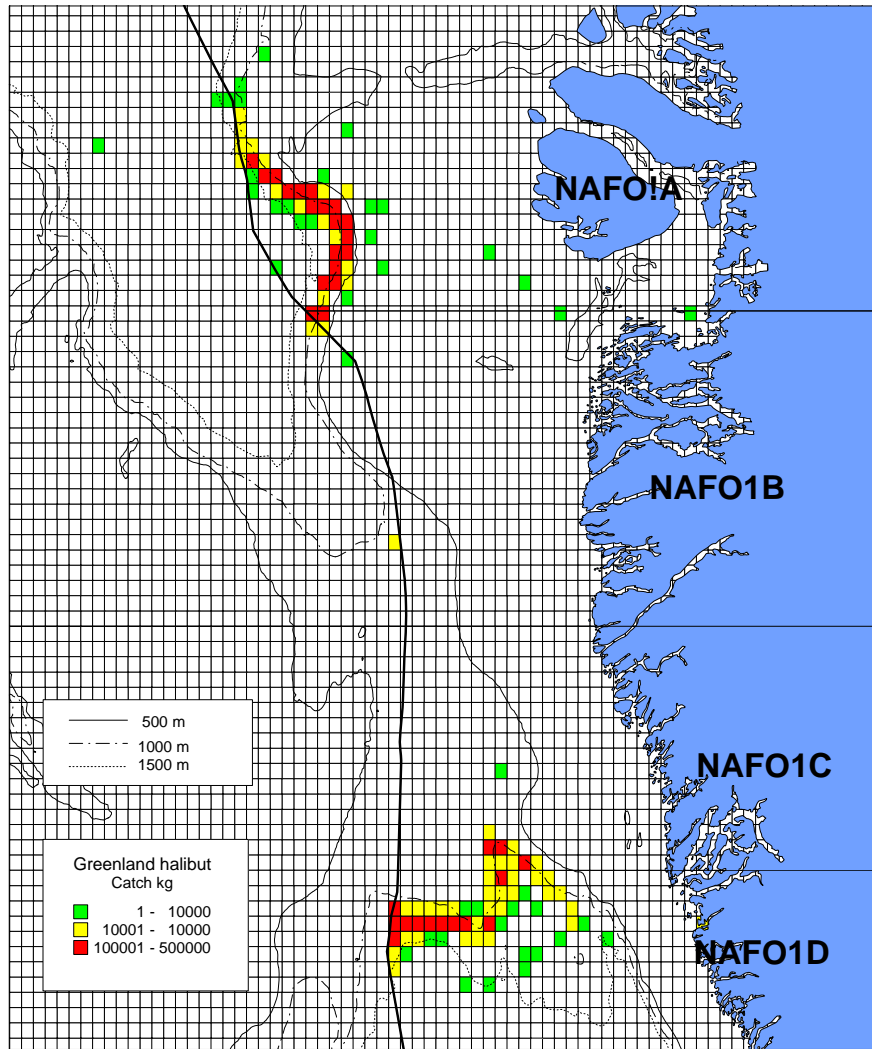 NAFO!A
NAFO1B
500 m
1000 m
1500 m
NAFO1C
Greenland halibut
Catch kg
1 - 10000
10001 - 10000
100001 - 500000
NAFO1D